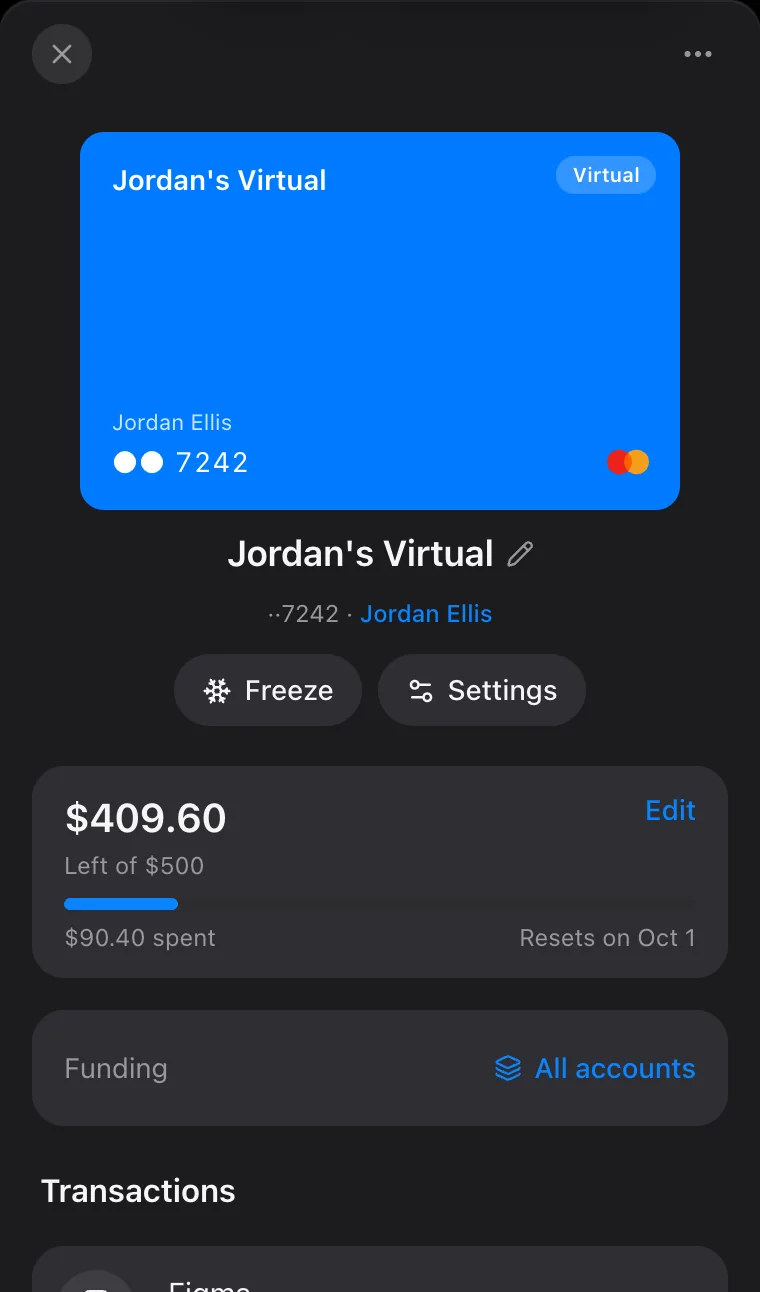 Jordan's Virtual
Virtual
Jordan Ellis
7242
Jordan's Virtual
··7242 · Jordan Ellis
Freeze
Settings
$409.60
Edit
Left of $500
$90.40 spent
Resets on Oct 1
Funding
All accounts
Transactions
Figma